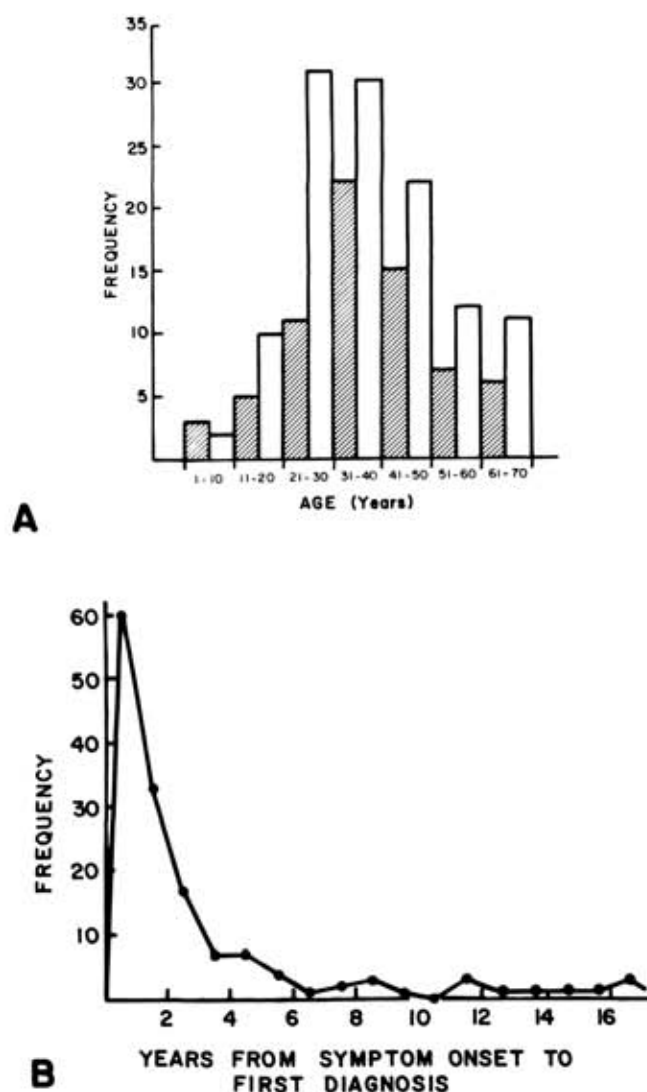 35
30
25
20
15
10
5
FREQUENCY
1-10 11-20 21-30 31-40 41-50 51-60 61-70
AGE (Years)
A
60
50
40
30
20
10
FREQUENCY
2 4 6 8 10 12 14 16
YEARS FROM SYMPTOM ONSET TO
FIRST DIAGNOSIS
B